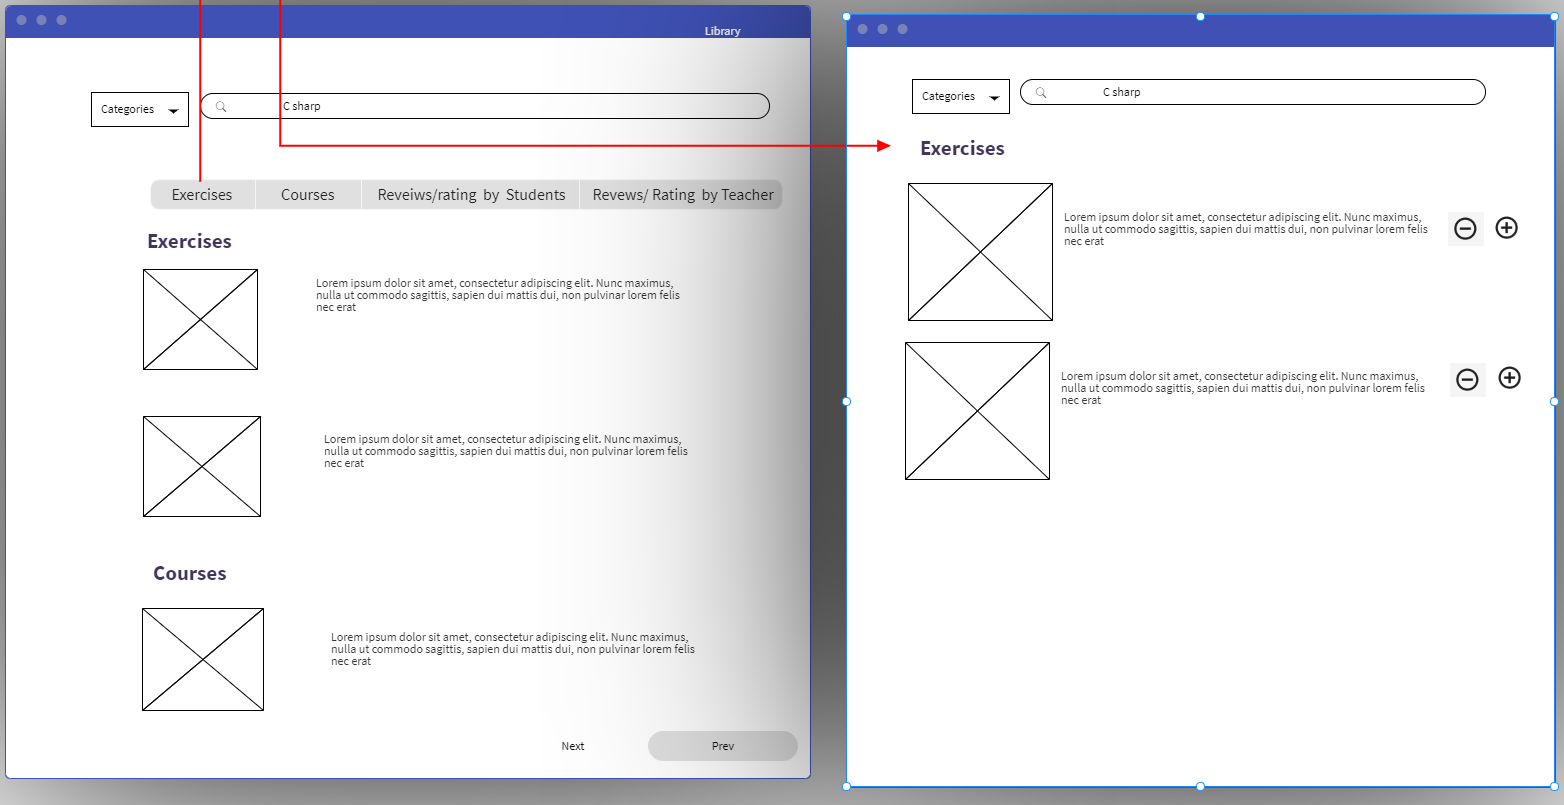 Library
Categories
C sharp
Exercises
Courses
Reveiws/rating by Students
Revews/ Rating by Teacher
Exercises
Lorem ipsum dolor sit amet, consectetur adipiscing elit. Nunc maximus,
nulla ut commodo sagittis, sapien dui mattis dui, non pulvinar lorem felis
nec erat
Lorem ipsum dolor sit amet, consectetur adipiscing elit. Nunc maximus,
nulla ut commodo sagittis, sapien dui mattis dui, non pulvinar lorem felis
nec erat
Courses
Lorem ipsum dolor sit amet, consectetur adipiscing elit. Nunc maximus,
nulla ut commodo sagittis, sapien dui mattis dui, non pulvinar lorem felis
nec erat
Next
Prev
Categories
C sharp
Exercises
Lorem ipsum dolor sit amet, consectetur adipiscing elit. Nunc maximus,
nulla ut commodo sagittis, sapien dui mattis dui, non pulvinar lorem felis
nec erat
Lorem ipsum dolor sit amet, consectetur adipiscing elit. Nunc maximus,
nulla ut commodo sagittis, sapien dui mattis dui, non pulvinar lorem felis
nec erat